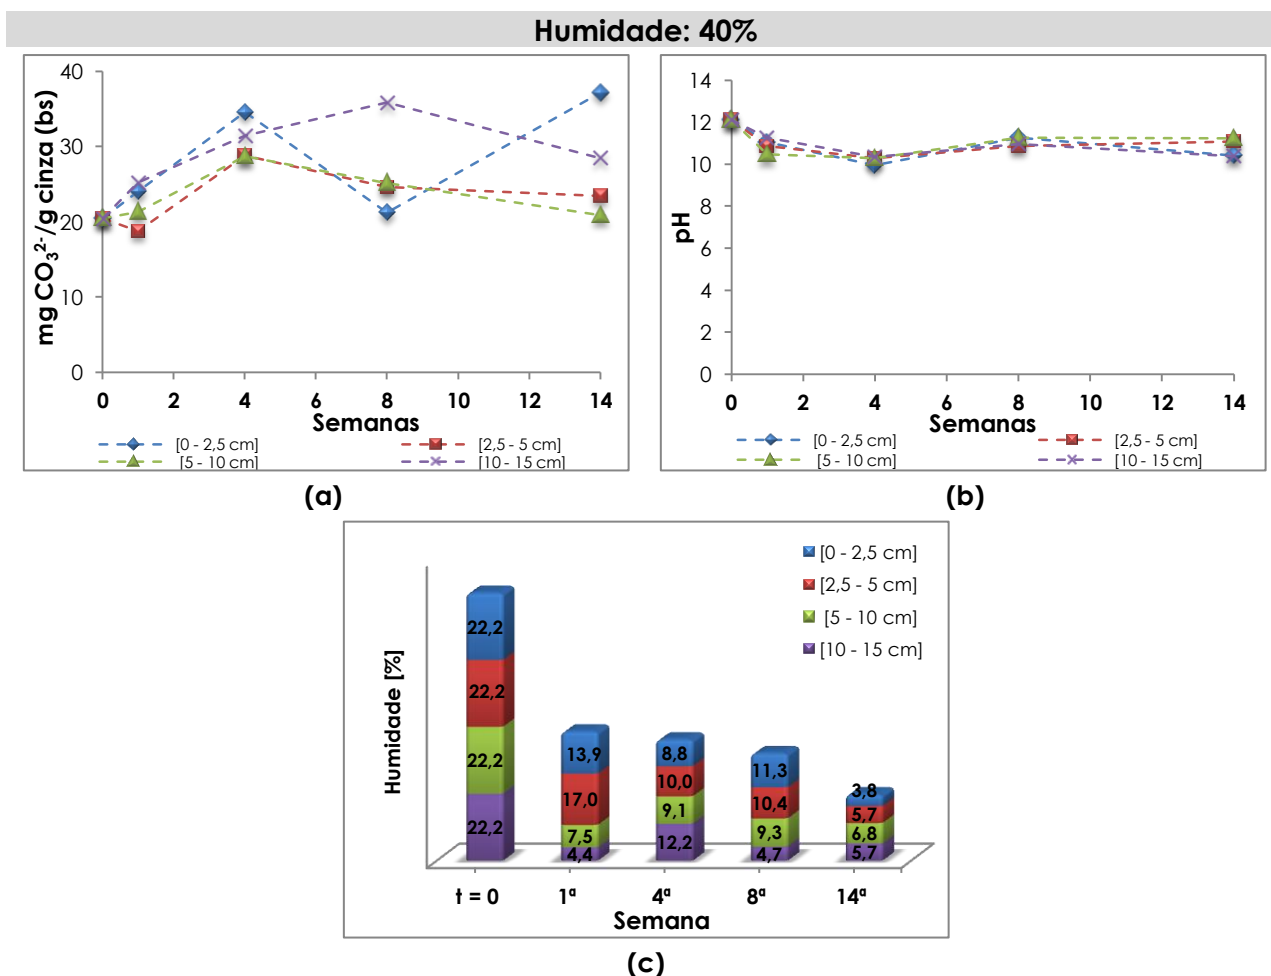 Humidade: 40%
mg CO₃²⁻/g cinza (bs)
40
30
20
10
0
0 2 4 6 8 10 12 14
Semanas
[0 - 2,5 cm] [2,5 - 5 cm]
[5 - 10 cm] [10 - 15 cm]
(a)
pH
14
12
10
8
6
4
2
0
0 2 4 6 8 10 12 14
Semanas
[0 - 2,5 cm] [2,5 - 5 cm]
[5 - 10 cm] [10 - 15 cm]
(b)
Humidade [%]
[0 - 2,5 cm]
[2,5 - 5 cm]
[5 - 10 cm]
[10 - 15 cm]
22,2
22,2
22,2
22,2
13,9
17,0
7,5
4,4
8,8
10,0
9,1
12,2
11,3
10,4
9,3
4,7
3,8
5,7
6,8
5,7
t = 0 1ª 4ª 8ª 14ª
Semana
(c)